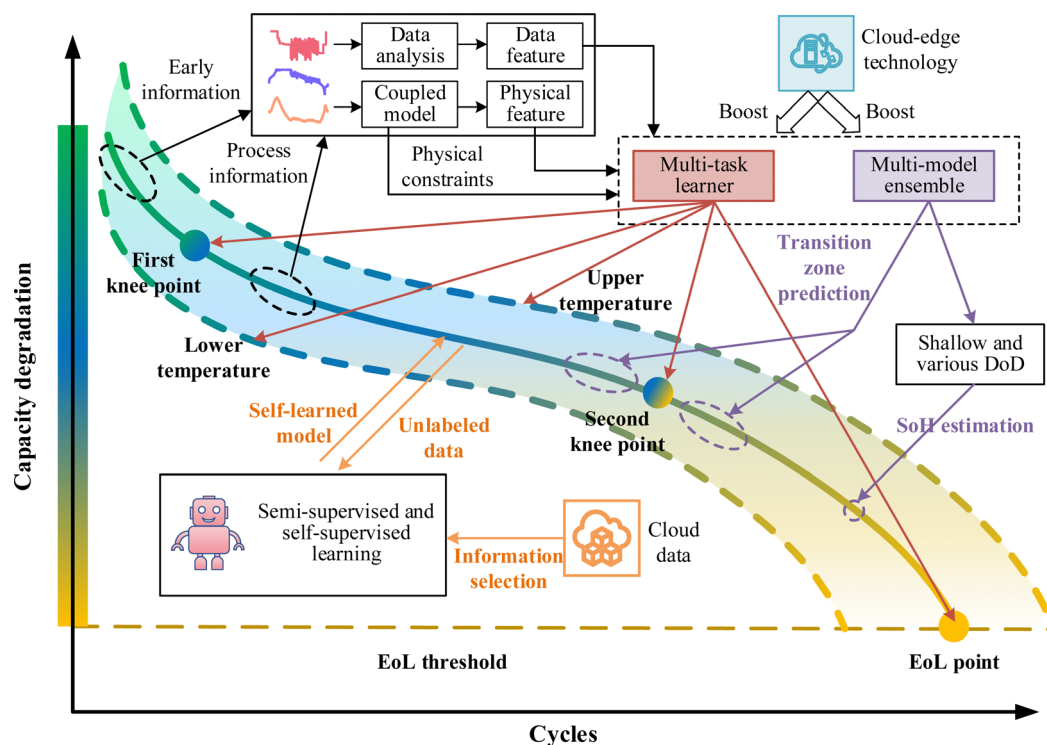 Early
information
Data
analysis
Data
feature
Coupled
model
Physical
feature
Cloud-edge
technology
Boost
Boost
Process
information
Physical
constraints
Multi-task
learner
Multi-model
ensemble
First
knee point
Transition
zone
prediction
Upper
temperature
Lower
temperature
Shallow and
various DoD
Self-learned
model
Unlabeled
data
Second
knee point
SoH estimation
Semi-supervised and
self-supervised
learning
Information
selection
Cloud
data
EoL threshold
EoL point
Capacity degradation
Cycles